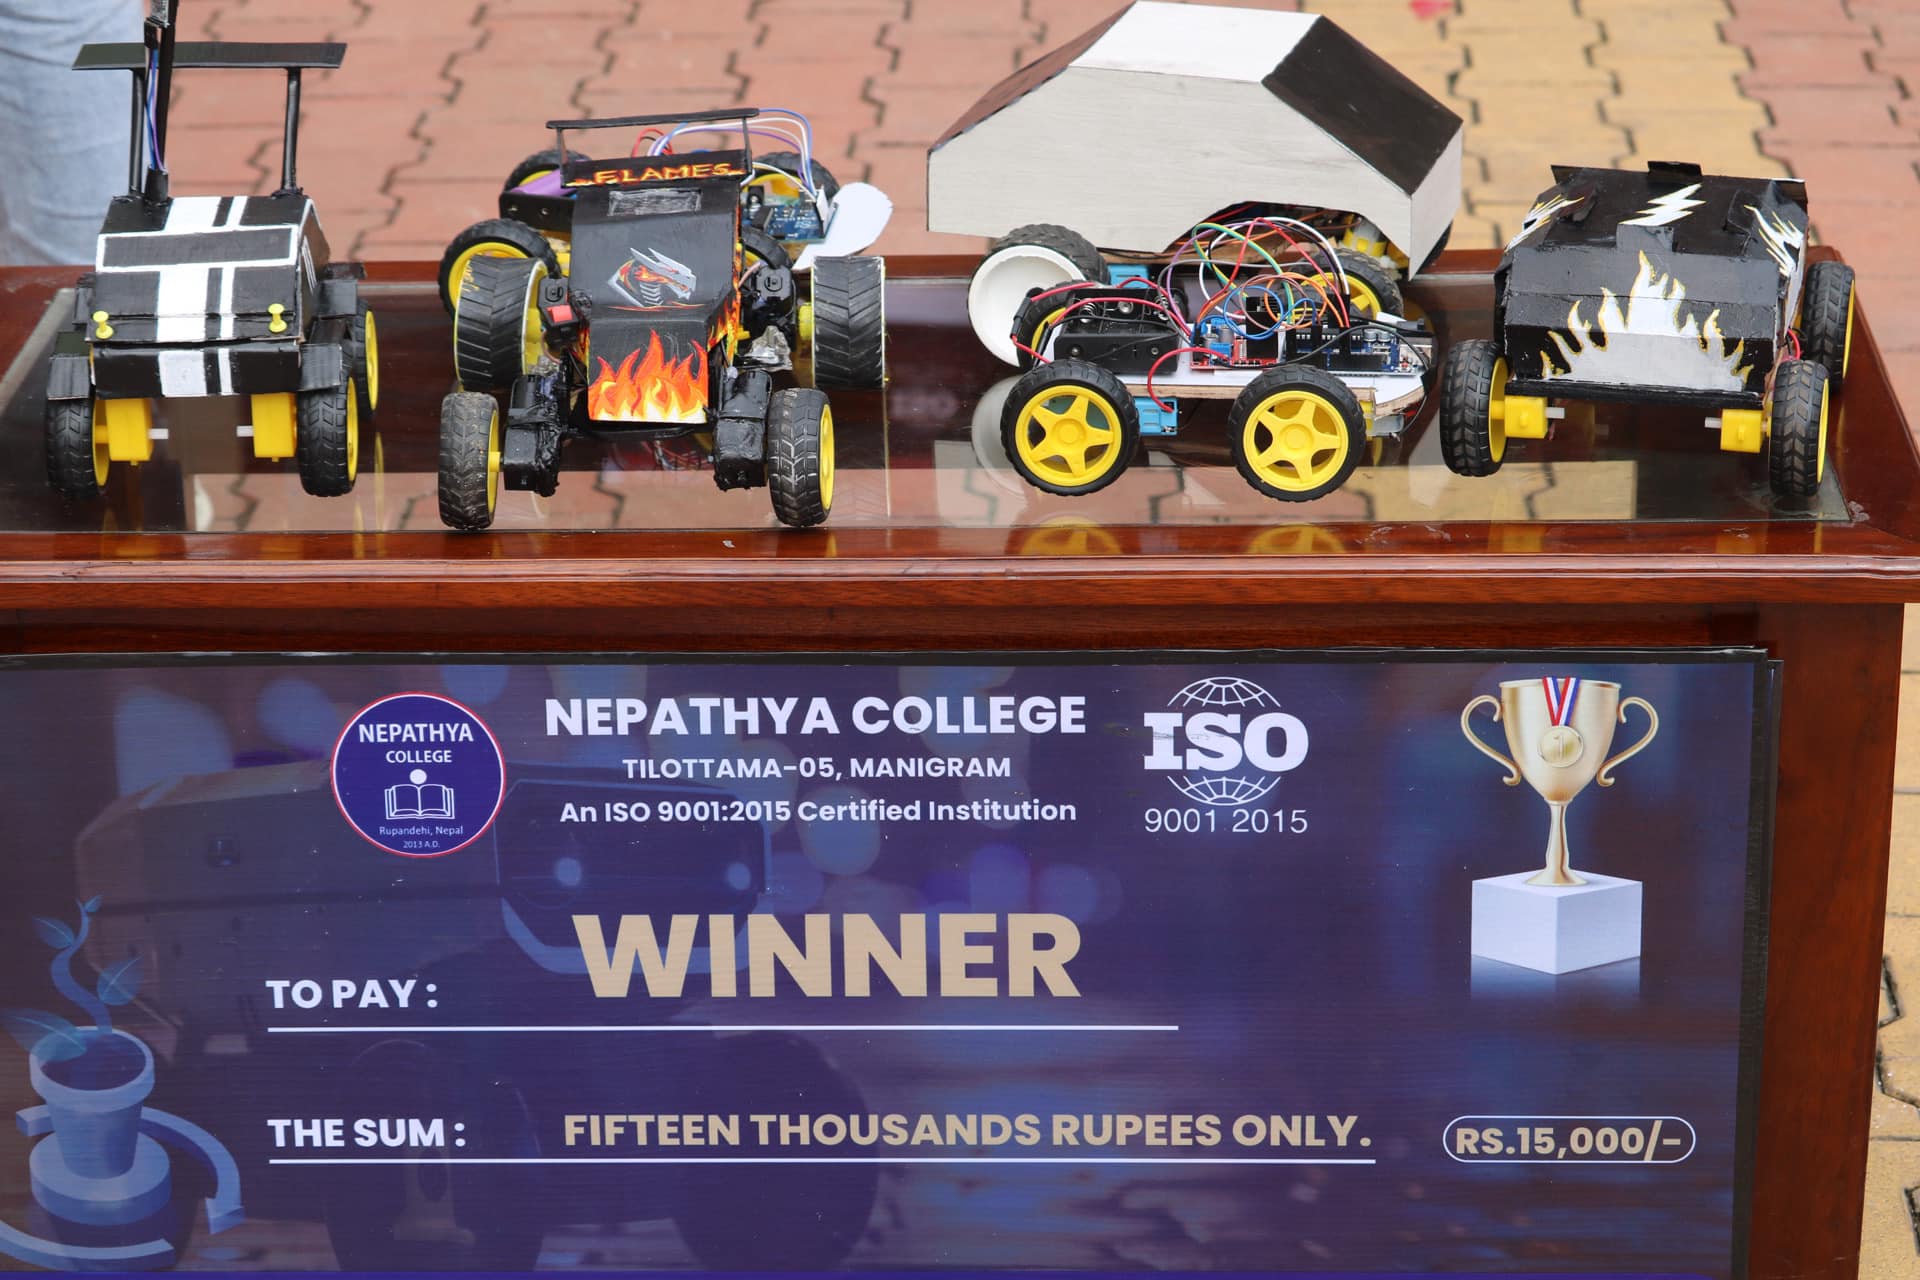 FLAMES
NEPATHYA
COLLEGE
Rupandehi, Nepal
2013 A.D.
NEPATHYA COLLEGE
TILOTTAMA-05, MANIGRAM
An ISO 9001:2015 Certified Institution
ISO
9001 2015
1
TO PAY : WINNER
THE SUM : FIFTEEN THOUSANDS RUPEES ONLY. RS.15,000/-